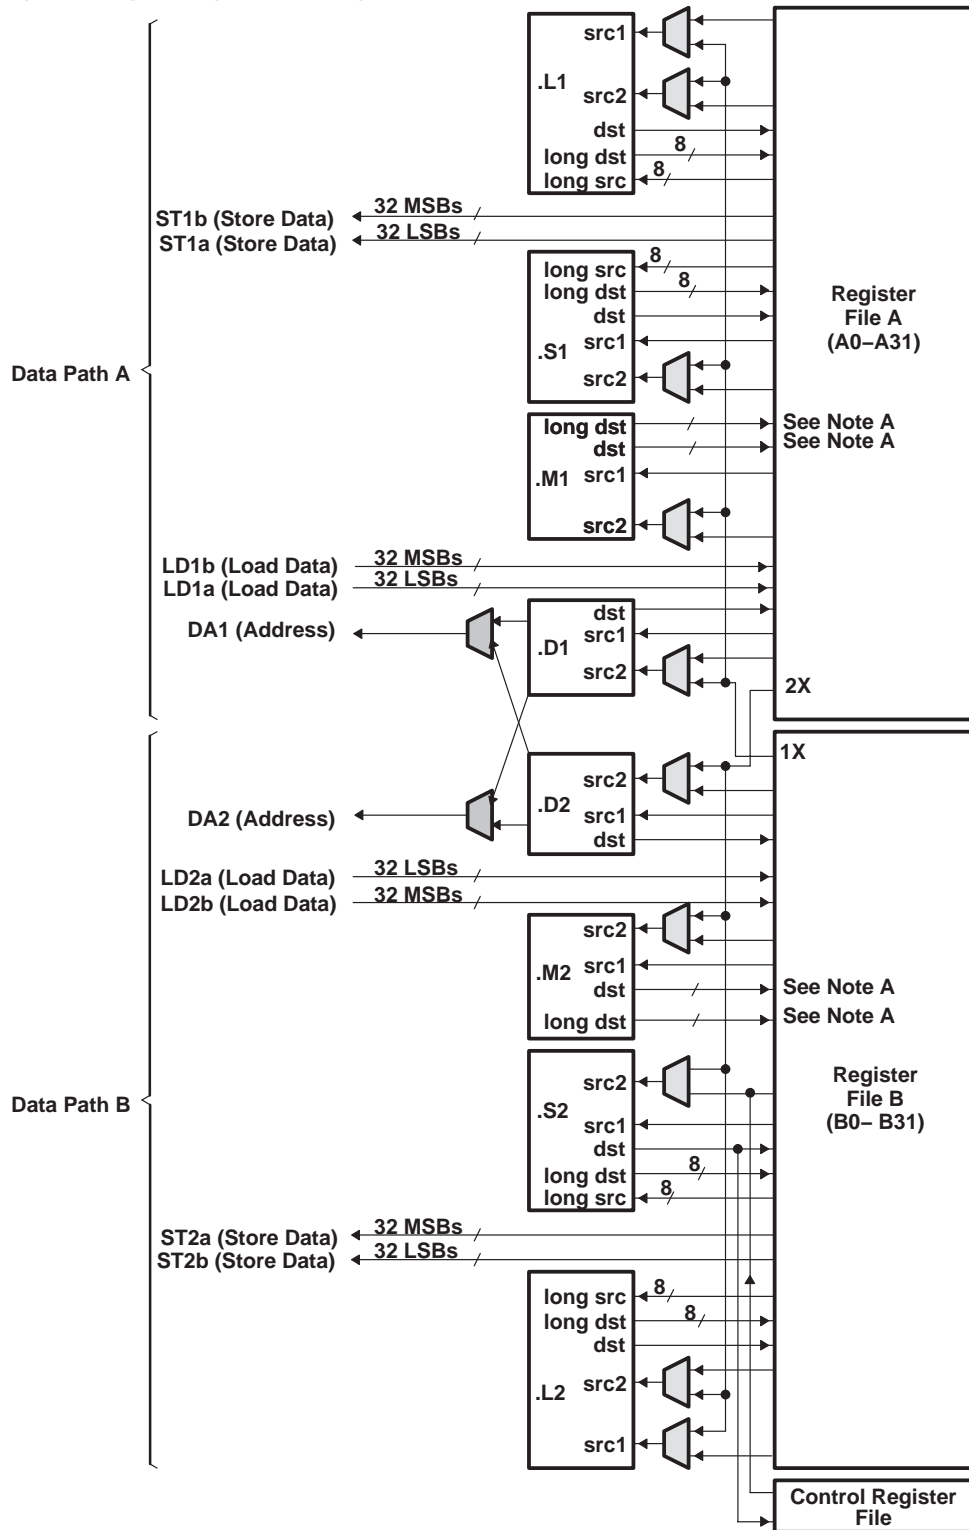 src1
.L1
src2
dst
8
long dst
8
long src
32 MSBs
ST1b (Store Data)
32 LSBs
ST1a (Store Data)
8
long src
8
long dst
dst
.S1
src1
src2
Register
File A
(A0–A31)
Data Path A
long dst
See Note A
dst
See Note A
.M1
src1
src2
32 MSBs
LD1b (Load Data)
32 LSBs
LD1a (Load Data)
DA1 (Address)
dst
src1
.D1
src2
2X
1X
src2
.D2
src1
dst
DA2 (Address)
32 LSBs
LD2a (Load Data)
32 MSBs
LD2b (Load Data)
src2
.M2
src1
dst
See Note A
long dst
See Note A
src2
.S2
src1
dst
8
long dst
8
long src
Register
File B
(B0– B31)
Data Path B
32 MSBs
ST2a (Store Data)
32 LSBs
ST2b (Store Data)
8
long src
8
long dst
dst
.L2
src2
src1
Control Register
File